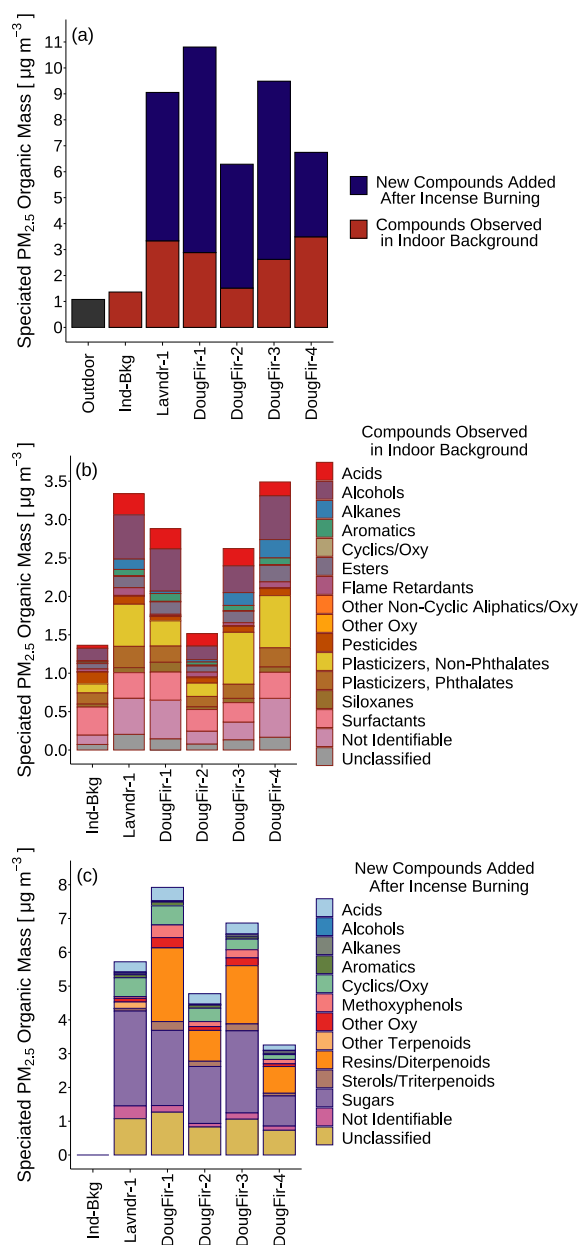 (a)
Speciated PM2.5 Organic Mass [ µg m−3 ]
11
10
9
8
7
6
5
4
3
2
1
0
Outdoor
Ind-Bkg
Lavndr-1
DougFir-1
DougFir-2
DougFir-3
DougFir-4
New Compounds Added
After Incense Burning
Compounds Observed
in Indoor Background
(b)
Speciated PM2.5 Organic Mass [ µg m−3 ]
3.5
3.0
2.5
2.0
1.5
1.0
0.5
0.0
Ind-Bkg
Lavndr-1
DougFir-1
DougFir-2
DougFir-3
DougFir-4
Compounds Observed
in Indoor Background
Acids
Alcohols
Alkanes
Aromatics
Cyclics/Oxy
Esters
Flame Retardants
Other Non-Cyclic Aliphatics/Oxy
Other Oxy
Pesticides
Plasticizers, Non-Phthalates
Plasticizers, Phthalates
Siloxanes
Surfactants
Not Identifiable
Unclassified
(c)
Speciated PM2.5 Organic Mass [ µg m−3 ]
8
7
6
5
4
3
2
1
0
Ind-Bkg
Lavndr-1
DougFir-1
DougFir-2
DougFir-3
DougFir-4
New Compounds Added
After Incense Burning
Acids
Alcohols
Alkanes
Aromatics
Cyclics/Oxy
Methoxyphenols
Other Oxy
Other Terpenoids
Resins/Diterpenoids
Sterols/Triterpenoids
Sugars
Not Identifiable
Unclassified